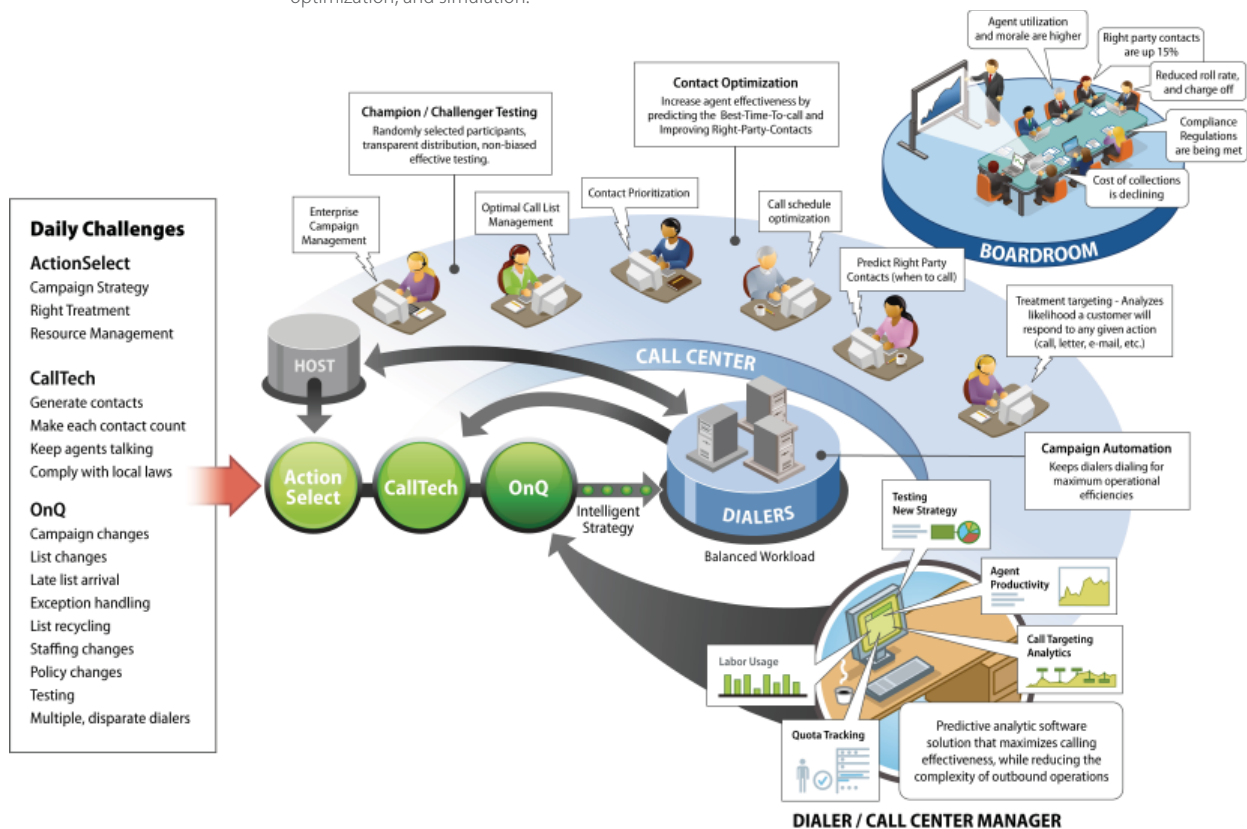 optimization, and simulation.
Agent utilization
and morale are higher
Right party contacts
are up 15%
Reduced roll rate,
and charge off
Compliance
Regulations
are being met
Cost of collections
is declining
BOARDROOM
Contact Optimization
Increase agent effectiveness by
predicting the Best-Time-To-call and
Improving Right-Party-Contacts
Champion / Challenger Testing
Randomly selected participants,
transparent distribution, non-biased
effective testing.
Enterprise
Campaign
Management
Optimal Call List
Management
Contact Prioritization
Call schedule
optimization
Predict Right Party
Contacts (when to call)
Treatment targeting - Analyzes
likelihood a customer will
respond to any given action
(call, letter, e-mail, etc.)
Daily Challenges
ActionSelect
Campaign Strategy
Right Treatment
Resource Management
CallTech
Generate contacts
Make each contact count
Keep agents talking
Comply with local laws
OnQ
Campaign changes
List changes
Late list arrival
Exception handling
List recycling
Staffing changes
Policy changes
Testing
Multiple, disparate dialers
HOST
CALL CENTER
Action
Select
CallTech
OnQ
Intelligent
Strategy
DIALERS
Balanced Workload
Campaign Automation
Keeps dialers dialing for
maximum operational
efficiencies
Testing
New Strategy
Agent
Productivity
Call Targeting
Analytics
Labor Usage
Quota Tracking
Predictive analytic software
solution that maximizes calling
effectiveness, while reducing the
complexity of outbound operations
DIALER / CALL CENTER MANAGER